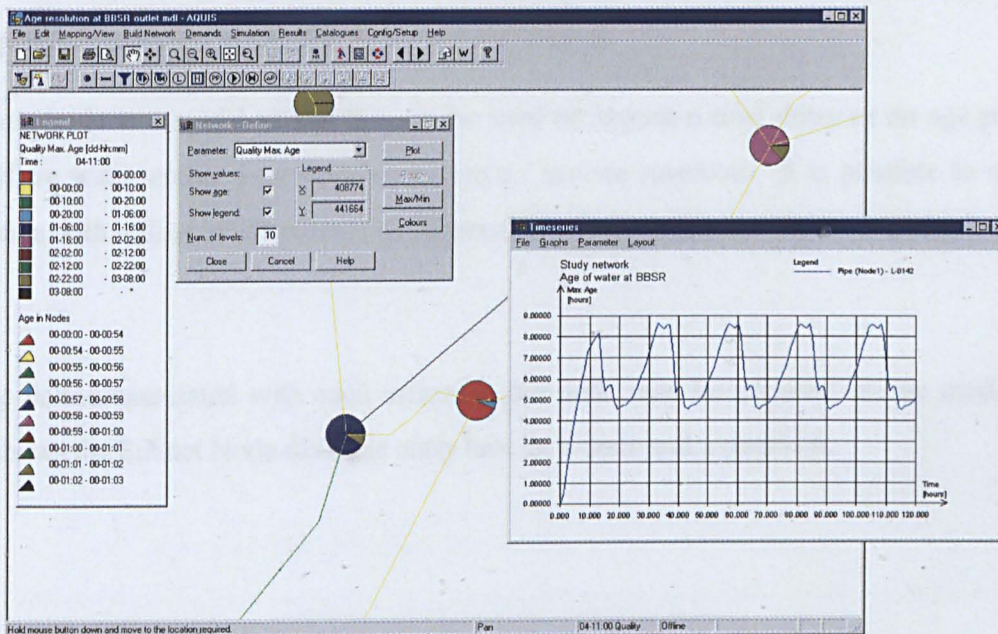 Age resolution at BBSR outlet mdl - AQUIS
File Edit Mapping/View Build Network Demands Simulation Results Catalogues Config/Setup Help
Legend
NETWORK PLOT
Quality Max. Age [dd-hh:mm]
Time : 04-11:00
- 00-00:00
00-00:00 - 00-10:00
00-10:00 - 00-20:00
00-20:00 - 01-06:00
01-06:00 - 01-16:00
01-16:00 - 02-02:00
02-02:00 - 02-12:00
02-12:00 - 02-22:00
02-22:00 - 03-08:00
03-08:00 -
Age in Nodes
00-00:00 - 00-00:54
00-00:54 - 00-00:55
00-00:55 - 00-00:56
00-00:56 - 00-00:57
00-00:57 - 00-00:58
00-00:58 - 00-00:59
00-00:59 - 00-01:00
00-01:00 - 00-01:01
00-01:01 - 00-01:02
00-01:02 - 00-01:03
Network - Define
Parameter: Quality Max. Age
Show values:
Show age:
Show legend:
Num. of levels: 10
Legend
X 408774
Y 441664
Plot
Max/Min
Colours
Close Cancel Help
Timeseries
File Graphs Parameter Layout
Study network
Age of water at BBSR
Legend
Pipe (Node1) - L-0142
Max Age
[hours]
9.00000
8.00000
7.00000
6.00000
5.00000
4.00000
3.00000
2.00000
1.00000
0.00000
0.000 10.000 20.000 30.000 40.000 50.000 60.000 70.000 80.000 90.000 100.000 110.000 120.000
Time
[hours]
Hold mouse button down and move to the location required. Pan 04-11:00 Quality Offline